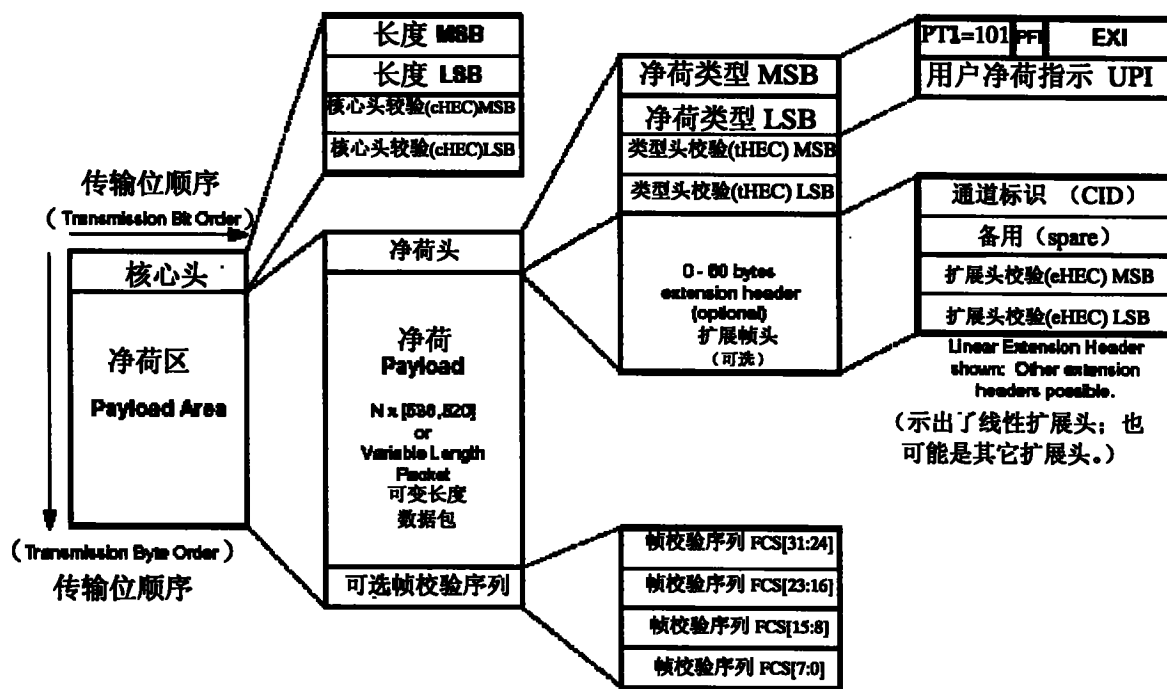 长度 MSB
长度 LSB
核心头较验(cHEC)MSB
核心头较验(cHEC)LSB
净荷类型 MSB
净荷类型 LSB
类型头校验(tHEC) MSB
类型头校验(tHEC) LSB
0 - 60 bytes
extension header
(optional)
扩展帧头
(可选)
PTI=101 PFI EXI
用户净荷指示 UPI
通道标识 (CID)
备用(spare)
扩展头校验(eHEC) MSB
扩展头校验(eHEC) LSB
Linear Extension Header
shown: Other extension
headers possible.
(示出了线性扩展头; 也
可能是其它扩展头。)
传输位顺序
( Transmission Bit Order )
核心头
净荷区
Payload Area
( Transmission Byte Order )
传输位顺序
净荷头
净荷
Payload
N x [536,520]
or
Variable Length
Packet
可变长度
数据包
可选帧校验序列
帧校验序列 FCS[31:24]
帧校验序列 FCS[23:16]
帧校验序列 FCS[15:8]
帧校验序列 FCS[7:0]